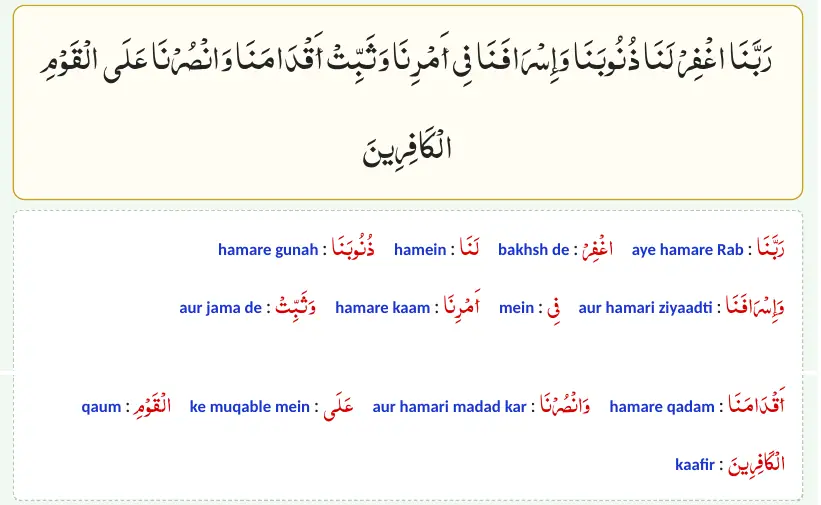 رَبَّنَا اغْفِرْ لَنَا ذُنُوبَنَا وَإِسْرَافَنَا فِي أَمْرِنَا وَثَبِّتْ أَقْدَامَنَا وَانْصُرْنَا عَلَى الْقَوْمِ
الْكَافِرِينَ
رَبَّنَا : aye hamare Rab اغْفِرْ : bakhsh de لَنَا : hamein ذُنُوبَنَا : hamare gunah
وَإِسْرَافَنَا : aur hamari ziyaadti فِي : mein أَمْرِنَا : hamare kaam وَثَبِّتْ : aur jama de
أَقْدَامَنَا : hamare qadam وَانْصُرْنَا : aur hamari madad kar عَلَى : ke muqable mein الْقَوْمِ : qaum
الْكَافِرِينَ : kaafir